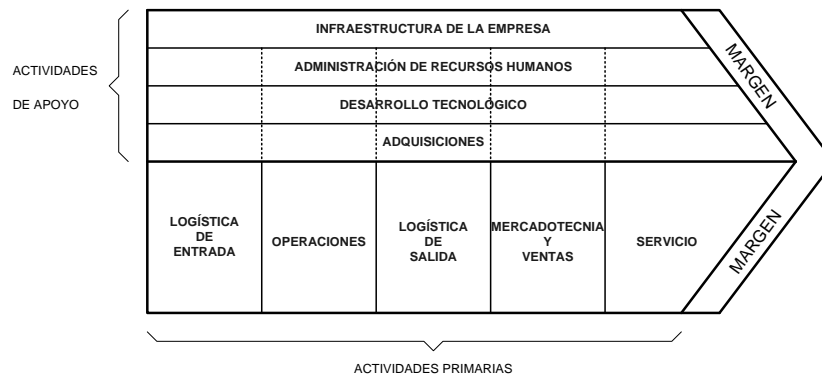 INFRAESTRUCTURA DE LA EMPRESA
ADMINISTRACIÓN DE RECURSOS HUMANOS
DESARROLLO TECNOLÓGICO
ADQUISICIONES
ACTIVIDADES
DE APOYO
MARGEN
LOGÍSTICA
DE
ENTRADA
OPERACIONES
LOGÍSTICA
DE
SALIDA
MERCADOTECNIA
Y
VENTAS
SERVICIO
MARGEN
ACTIVIDADES PRIMARIAS